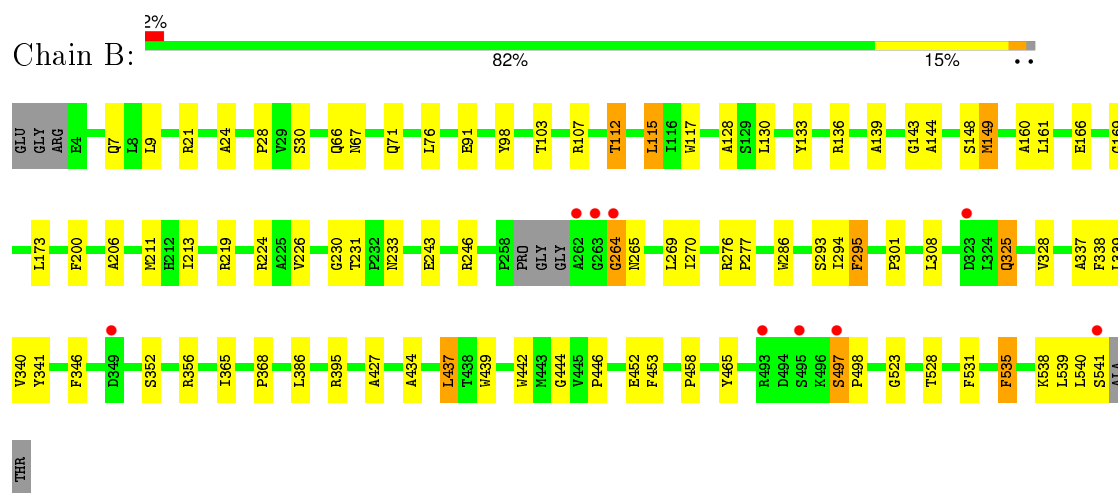 2%
Chain B:
82% 15% • •
GLU GLY ARG E4 Q7 L8 L9 R21 A24 P28 V29 S30 Q66 N67 Q71 L76 E91 Y98 T103 R107 T112 L115 I116 W117 A128 S129 L130 Y133 R136 A139 G143 A144 S148 M149 A160 L161 E166 G169
L173 F200 A206 M211 H212 I213 R219 R224 A225 V226 G230 T231 P232 N233 E243 R246 P258 PRO GLY GLY A262 G263 G264 N265 L269 I270 R276 P277 W286 S293 I294 F295 P301 L308 D323 L324 Q325 V328 A337 F338 L339
V340 Y341 F346 D349 S352 R356 I365 P368 L386 R395 A427 A434 L437 T438 W439 W442 M443 G444 V445 P446 E452 F453 P458 Y465 R493 D494 S495 K496 S497 P498 G523 T528 F531 F535 K538 L539 L540 S541 ALA
THR